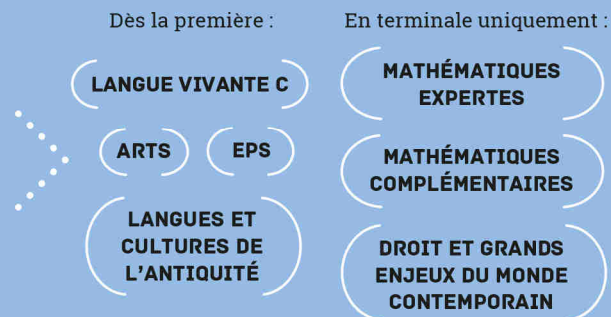 Dès la première :
LANGUE VIVANTE C
ARTS
EPS
LANGUES ET
CULTURES DE
L'ANTIQUITÉ
En terminale uniquement :
MATHÉMATIQUES
EXPERTES
MATHÉMATIQUES
COMPLÉMENTAIRES
DROIT ET GRANDS
ENJEUX DU MONDE
CONTEMPORAIN